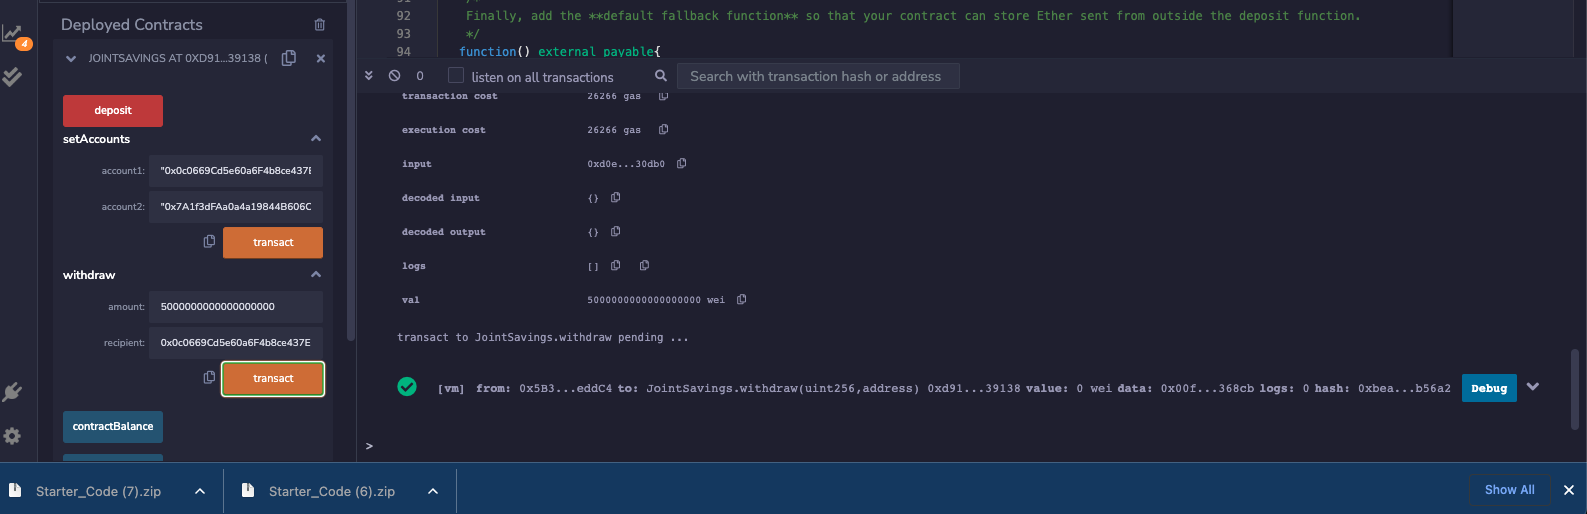 4
Deployed Contracts
JOINTSAVINGS AT 0XD91...39138 (
deposit
setAccounts
account1: "0x0c0669Cd5e60a6F4b8ce437E
account2: "0x7A1f3dFAa0a4a19844B606C
transact
withdraw
amount: 5000000000000000000
recipient: 0x0c0669Cd5e60a6F4b8ce437E
transact
contractBalance
92 Finally, add the **default fallback function** so that your contract can store Ether sent from outside the deposit function.
93 */
94 function() external payable{
0 listen on all transactions Search with transaction hash or address
transaction cost 26266 gas
execution cost 26266 gas
input 0xd0e...30db0
decoded input {}
decoded output {}
logs []
val 5000000000000000000 wei
transact to JointSavings.withdraw pending ...
[vm] from: 0x5B3...eddC4 to: JointSavings.withdraw(uint256,address) 0xd91...39138 value: 0 wei data: 0x00f...368cb logs: 0 hash: 0xbea...b56a2 Debug
>
Starter_Code (7).zip
Starter_Code (6).zip
Show All